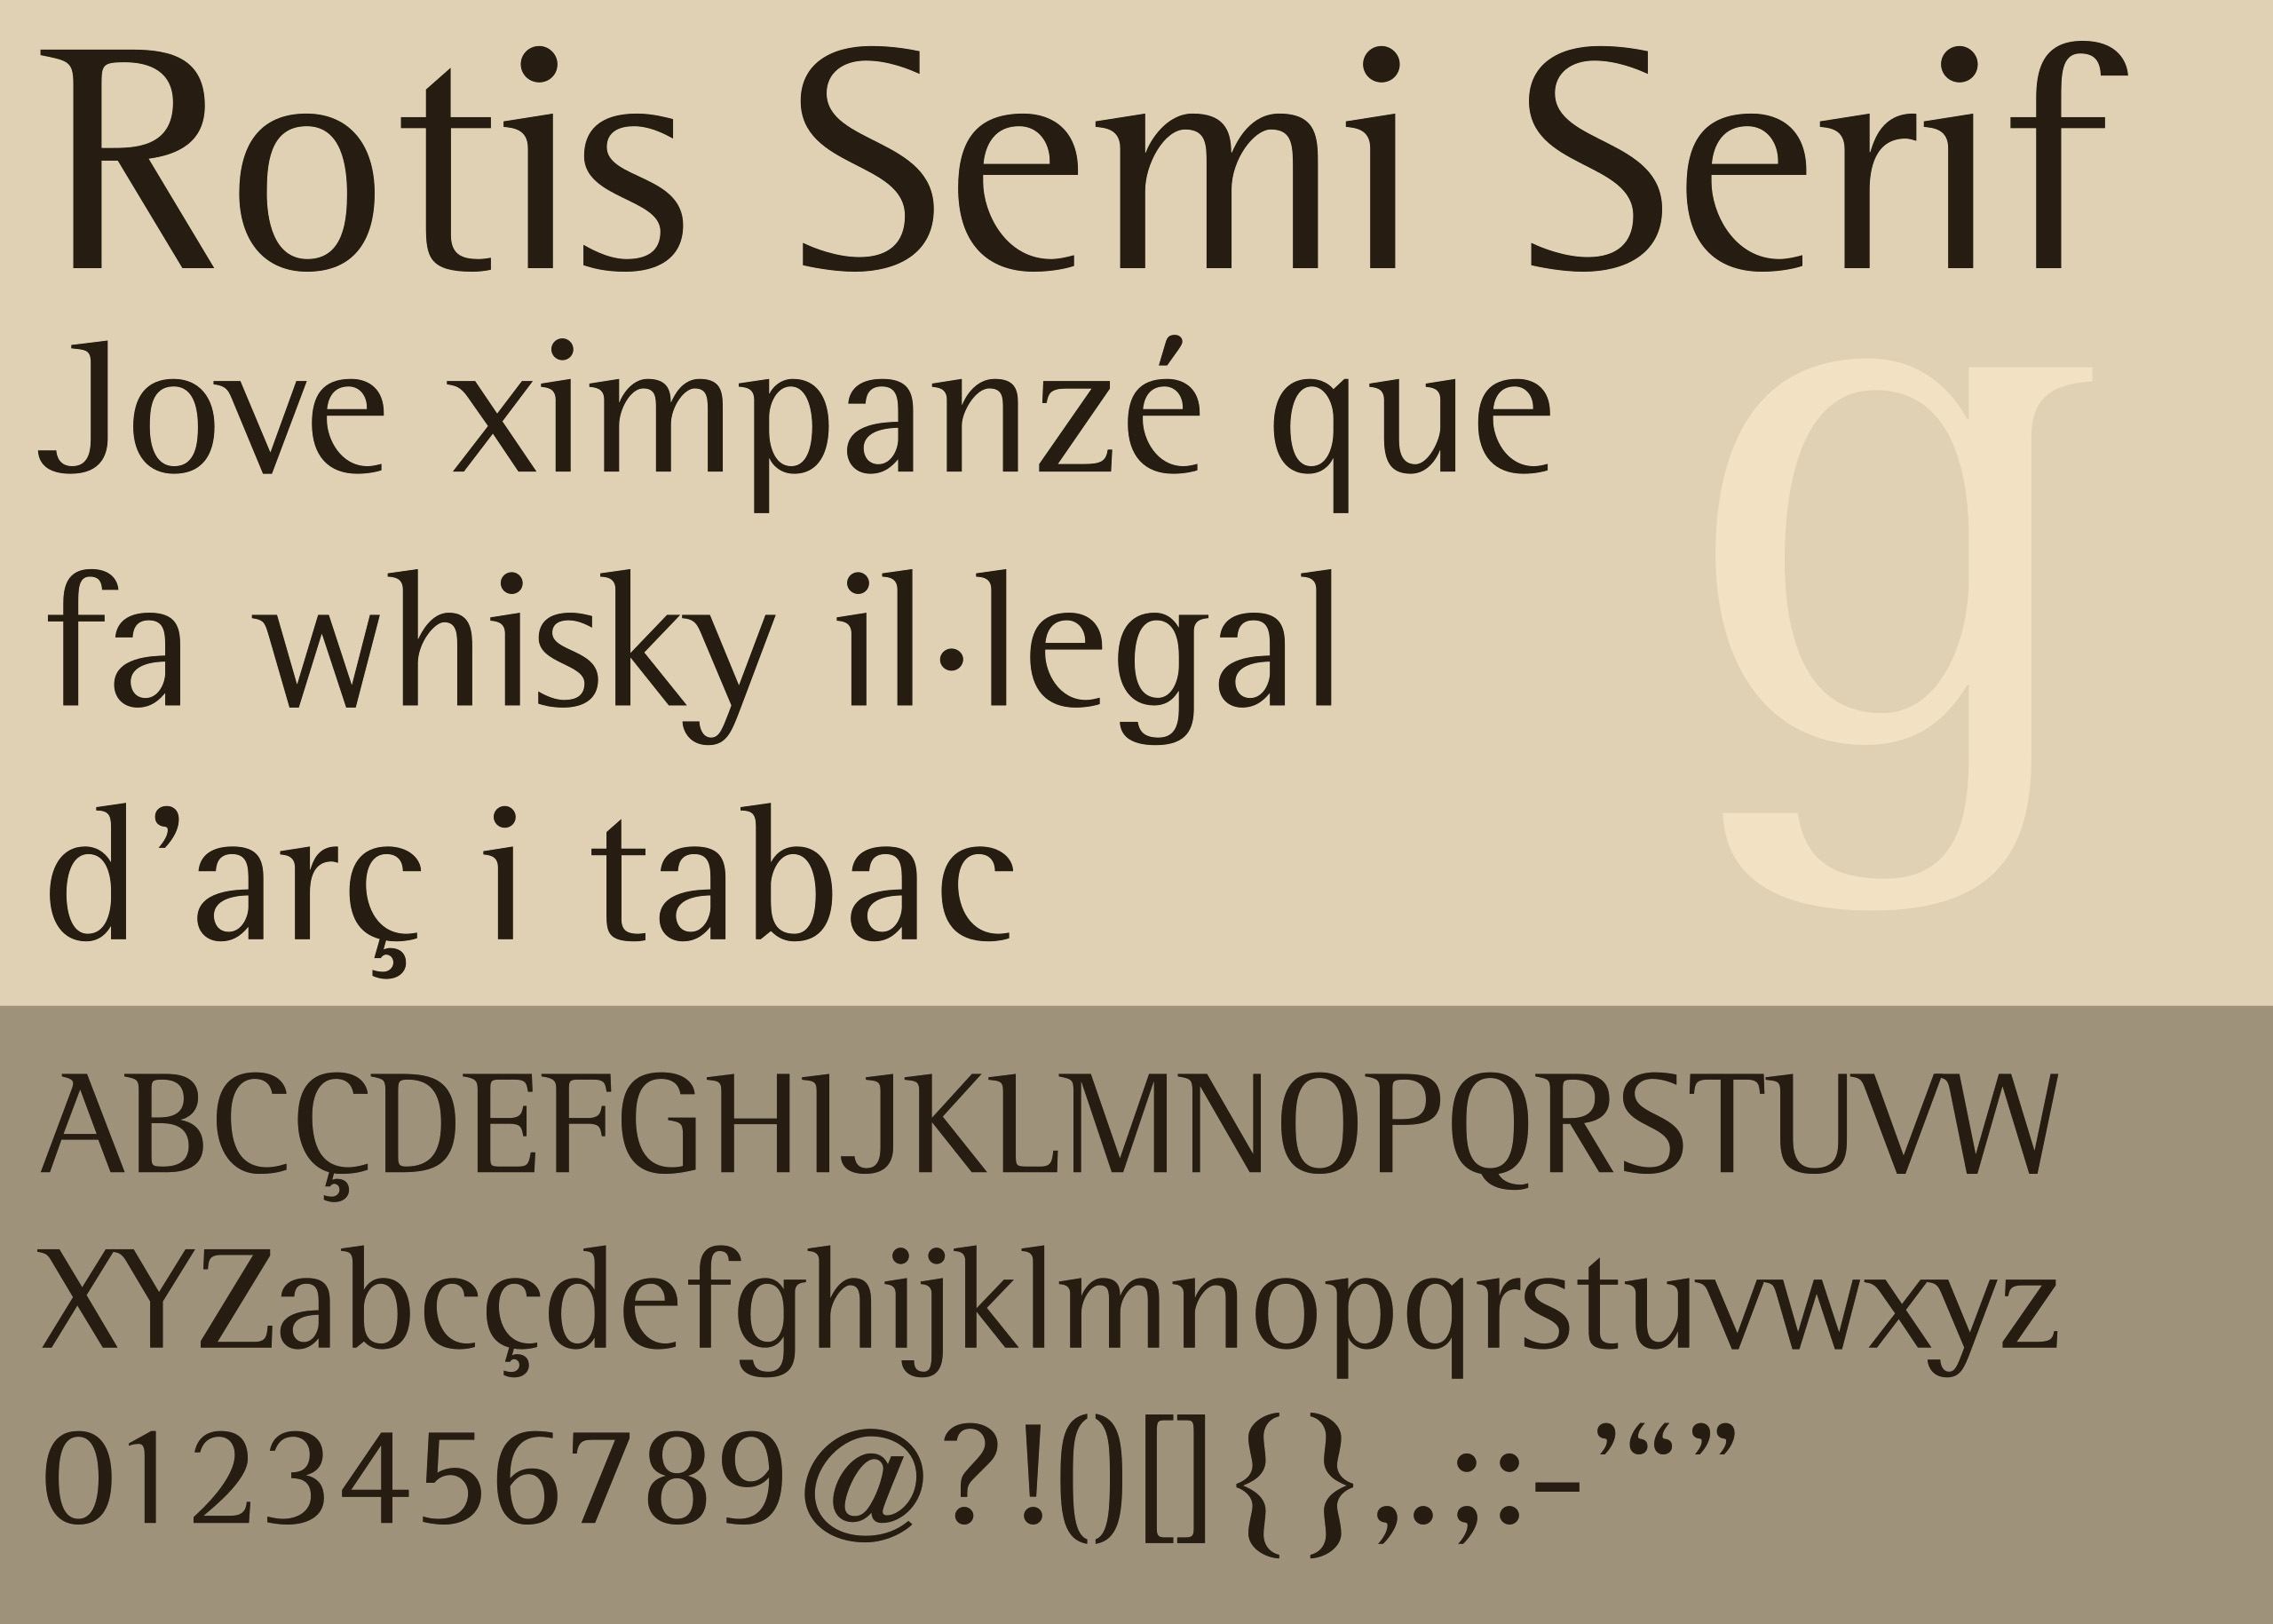 Rotis Semi Serif
Jove ximpanzé que
fa whisky il·legal
d’arç i tabac
g
ABCÇDEFGHIJKLMNOPQRSTUVW
XYZabcçdefghijklmnopqrstuvwxyz
0123456789@?!()[]{},.;:-’“”